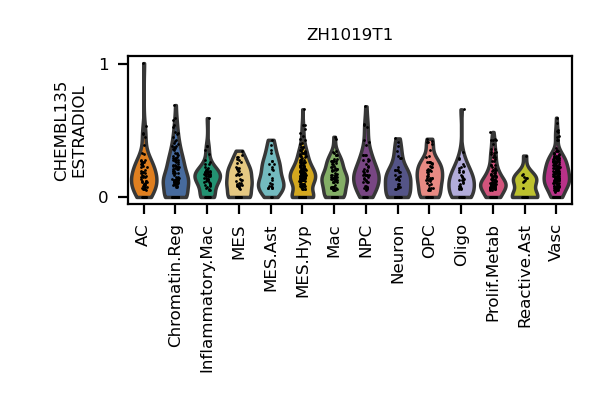 ZH1019T1
CHEMBL135
ESTRADIOL
1
0
AC
Chromatin.Reg
Inflammatory.Mac
MES
MES.Ast
MES.Hyp
Mac
NPC
Neuron
OPC
Oligo
Prolif.Metab
Reactive.Ast
Vasc